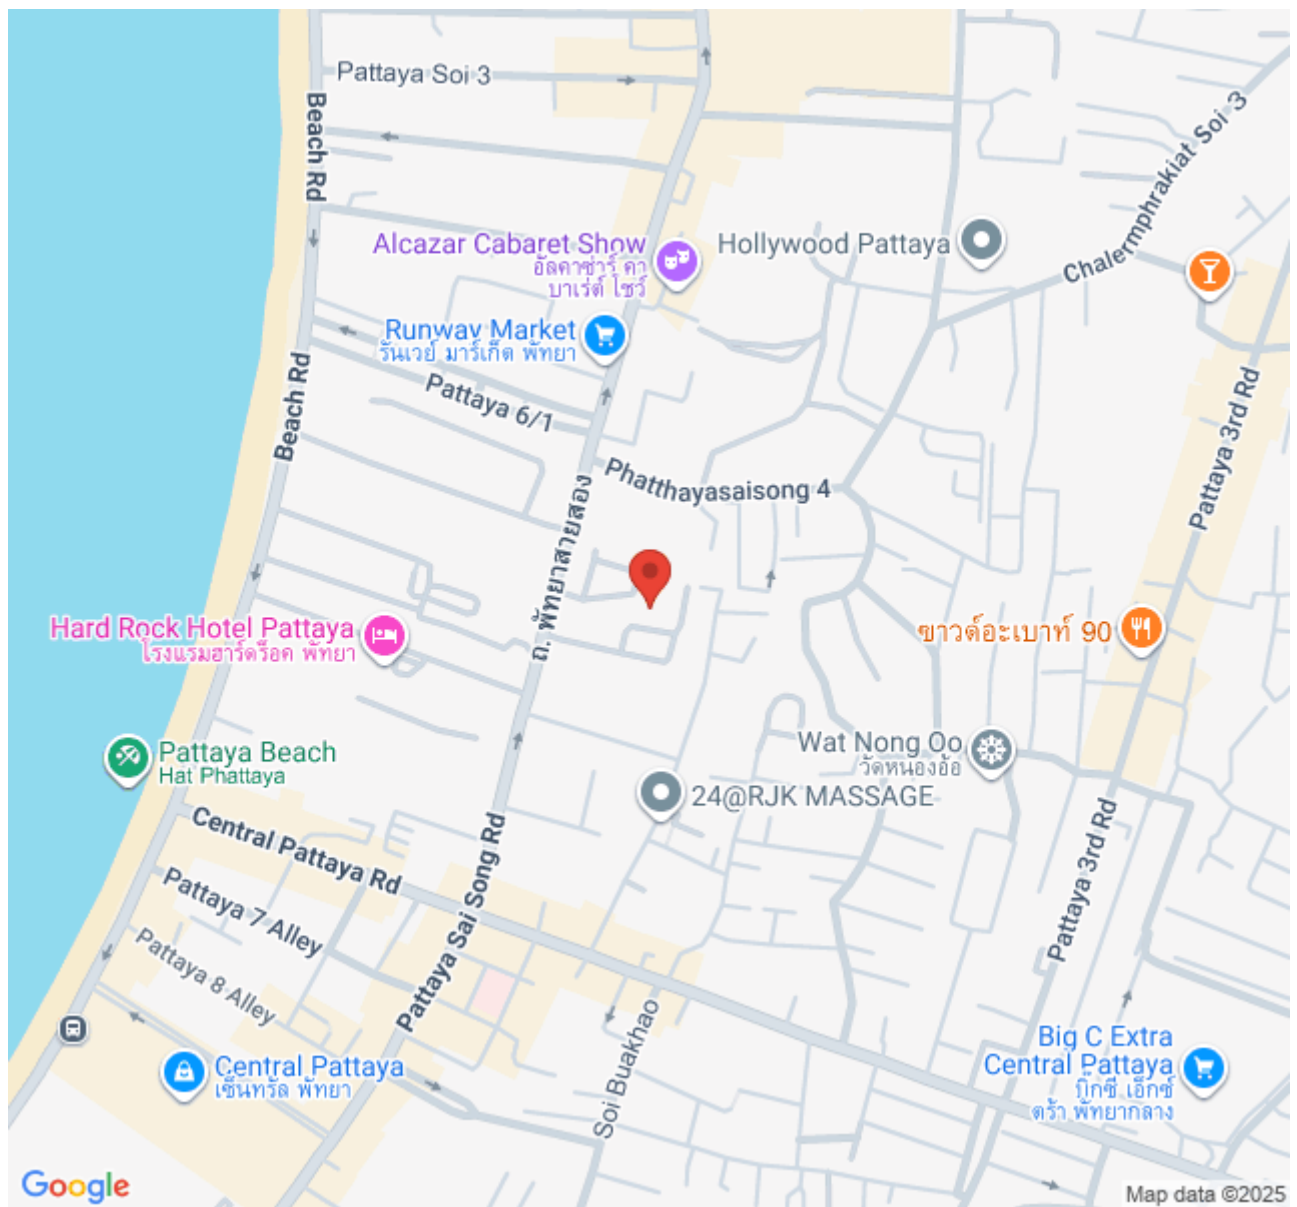 Pattaya Soi 3
Beach Rd
Chalermphrakiat Soi 3
Alcazar Cabaret Show
อัลคาซ่าร์ คา
บาเร่ต์ โชว์
Hollywood Pattaya
Runway Market
รันเวย์ มาร์เก็ต พัทยา
Beach Rd
Pattaya 6/1
Pattaya 3rd Rd
Phatthayasaisong 4
ถ. พัทยาสายสอง
Hard Rock Hotel Pattaya
โรงแรมฮาร์ดร็อค พัทยา
ขาวด์อะเบาท์ 90
Pattaya Beach
Hat Phattaya
Wat Nong Oo
วัดหนองอ้อ
24@RJK MASSAGE
Central Pattaya Rd
Pattaya Sai Song Rd
Pattaya 3rd Rd
Pattaya 7 Alley
Pattaya 8 Alley
Soi Buakhao
Central Pattaya
เซ็นทรัล พัทยา
Big C Extra
Central Pattaya
บิ๊กซี เอ็กซ์
ตร้า พัทยากลาง
Google
Map data ©2025